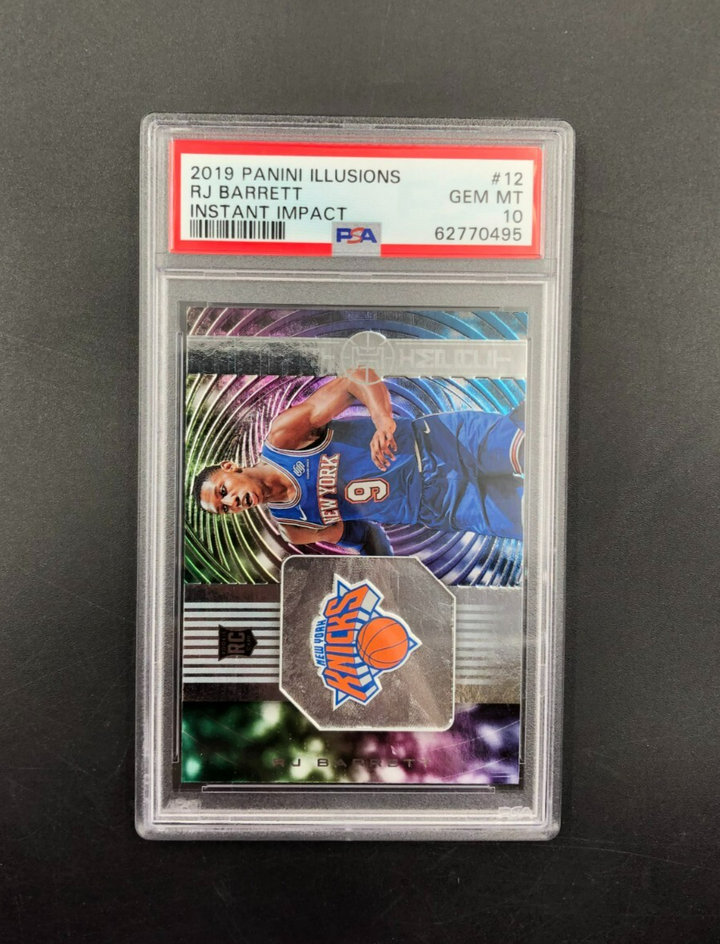 2019 PANINI ILLUSIONS #12
RJ BARRETT GEM MT
INSTANT IMPACT 10
PSA 62770495
NEW YORK
9
RC
NEW YORK
KNICKS
RJ BARRETT
PSA